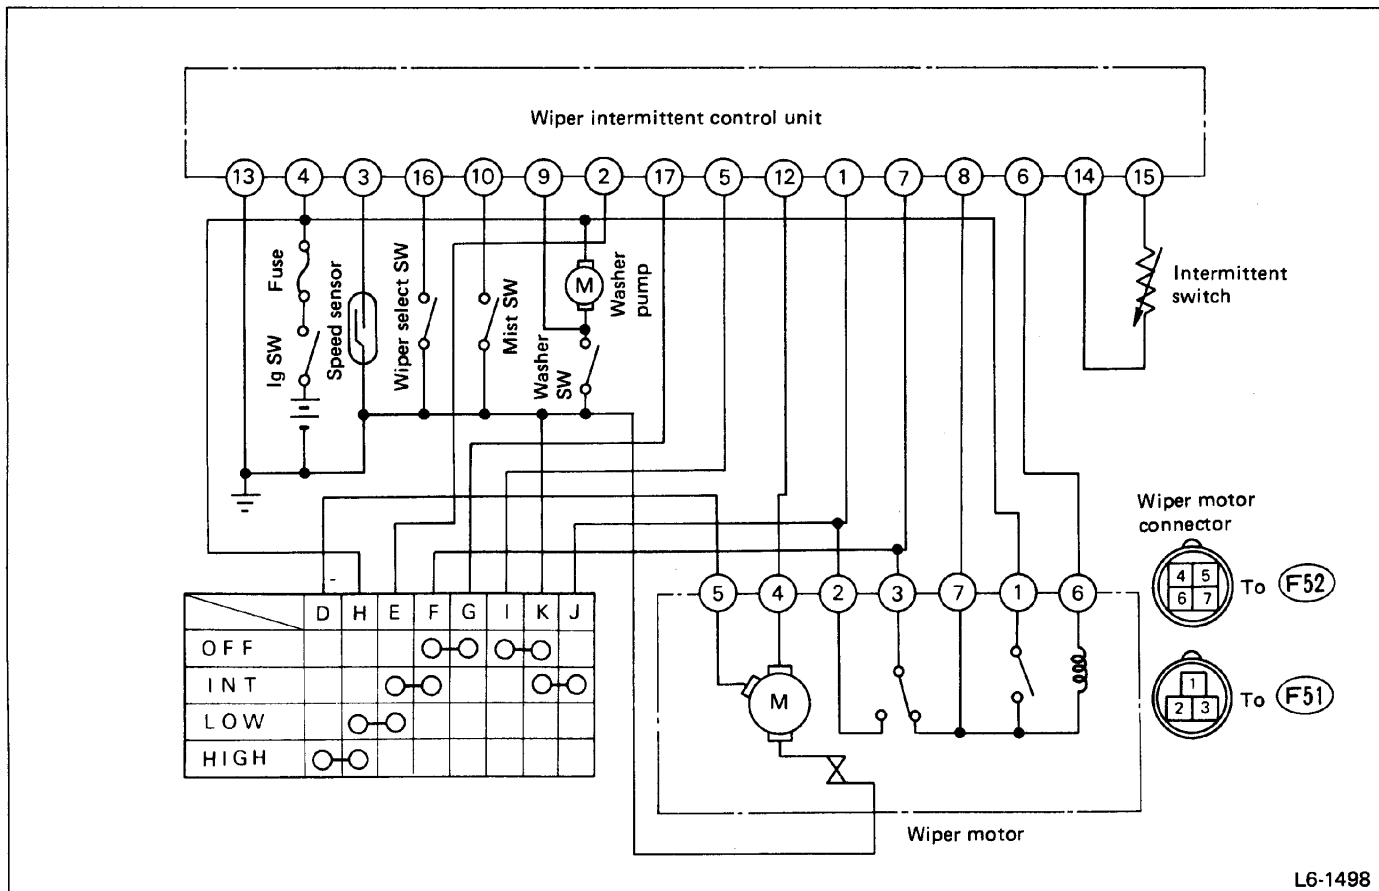 Wiper intermittent control unit
13 4 3 16 10 9 2 17 5 12 1 7 8 6 14 15
Fuse
Ig SW
Speed sensor
Wiper select SW
Mist SW
M
Washer pump
Washer SW
Intermittent
switch
D H E F G I K J
OFF
INT
LOW
HIGH
5 4 2 3 7 1 6
M
Wiper motor
Wiper motor
connector
4 5
6 7
To F52
1
2 3
To F51
L6-1498